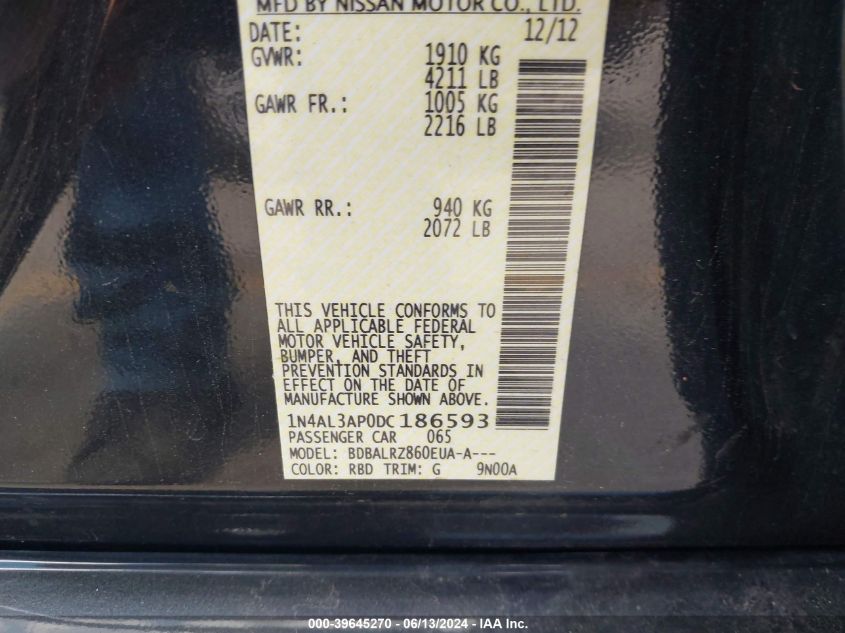 MFD BY NISSAN MOTOR CO., LTD.
DATE: 12/12
GVWR: 1910 KG
4211 LB
GAWR FR.: 1005 KG
2216 LB
GAWR RR.: 940 KG
2072 LB
THIS VEHICLE CONFORMS TO
ALL APPLICABLE FEDERAL
MOTOR VEHICLE SAFETY,
BUMPER, AND THEFT
PREVENTION STANDARDS IN
EFFECT ON THE DATE OF
MANUFACTURE SHOWN ABOVE.
1N4AL3AP0DC186593
PASSENGER CAR 065
MODEL: BDBALRZ860EUA-A---
COLOR: RBD TRIM: G 9N00A
000-39645270 - 06/13/2024 - IAA Inc.